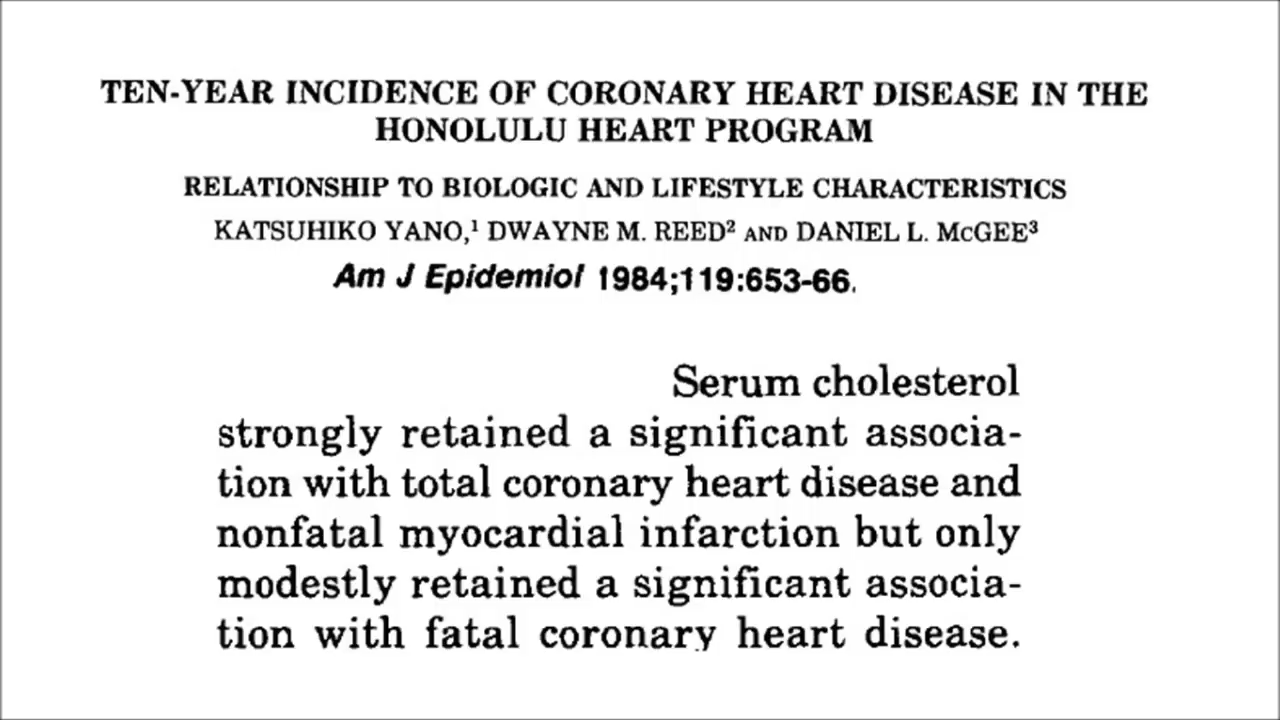 TEN-YEAR INCIDENCE OF CORONARY HEART DISEASE IN THE
HONOLULU HEART PROGRAM
RELATIONSHIP TO BIOLOGIC AND LIFESTYLE CHARACTERISTICS
KATSUHIKO YANO,¹ DWAYNE M. REED² AND DANIEL L. McGEE³
Am J Epidemiol 1984;119:653-66.
Serum cholesterol
strongly retained a significant associa-
tion with total coronary heart disease and
nonfatal myocardial infarction but only
modestly retained a significant associa-
tion with fatal coronary heart disease.